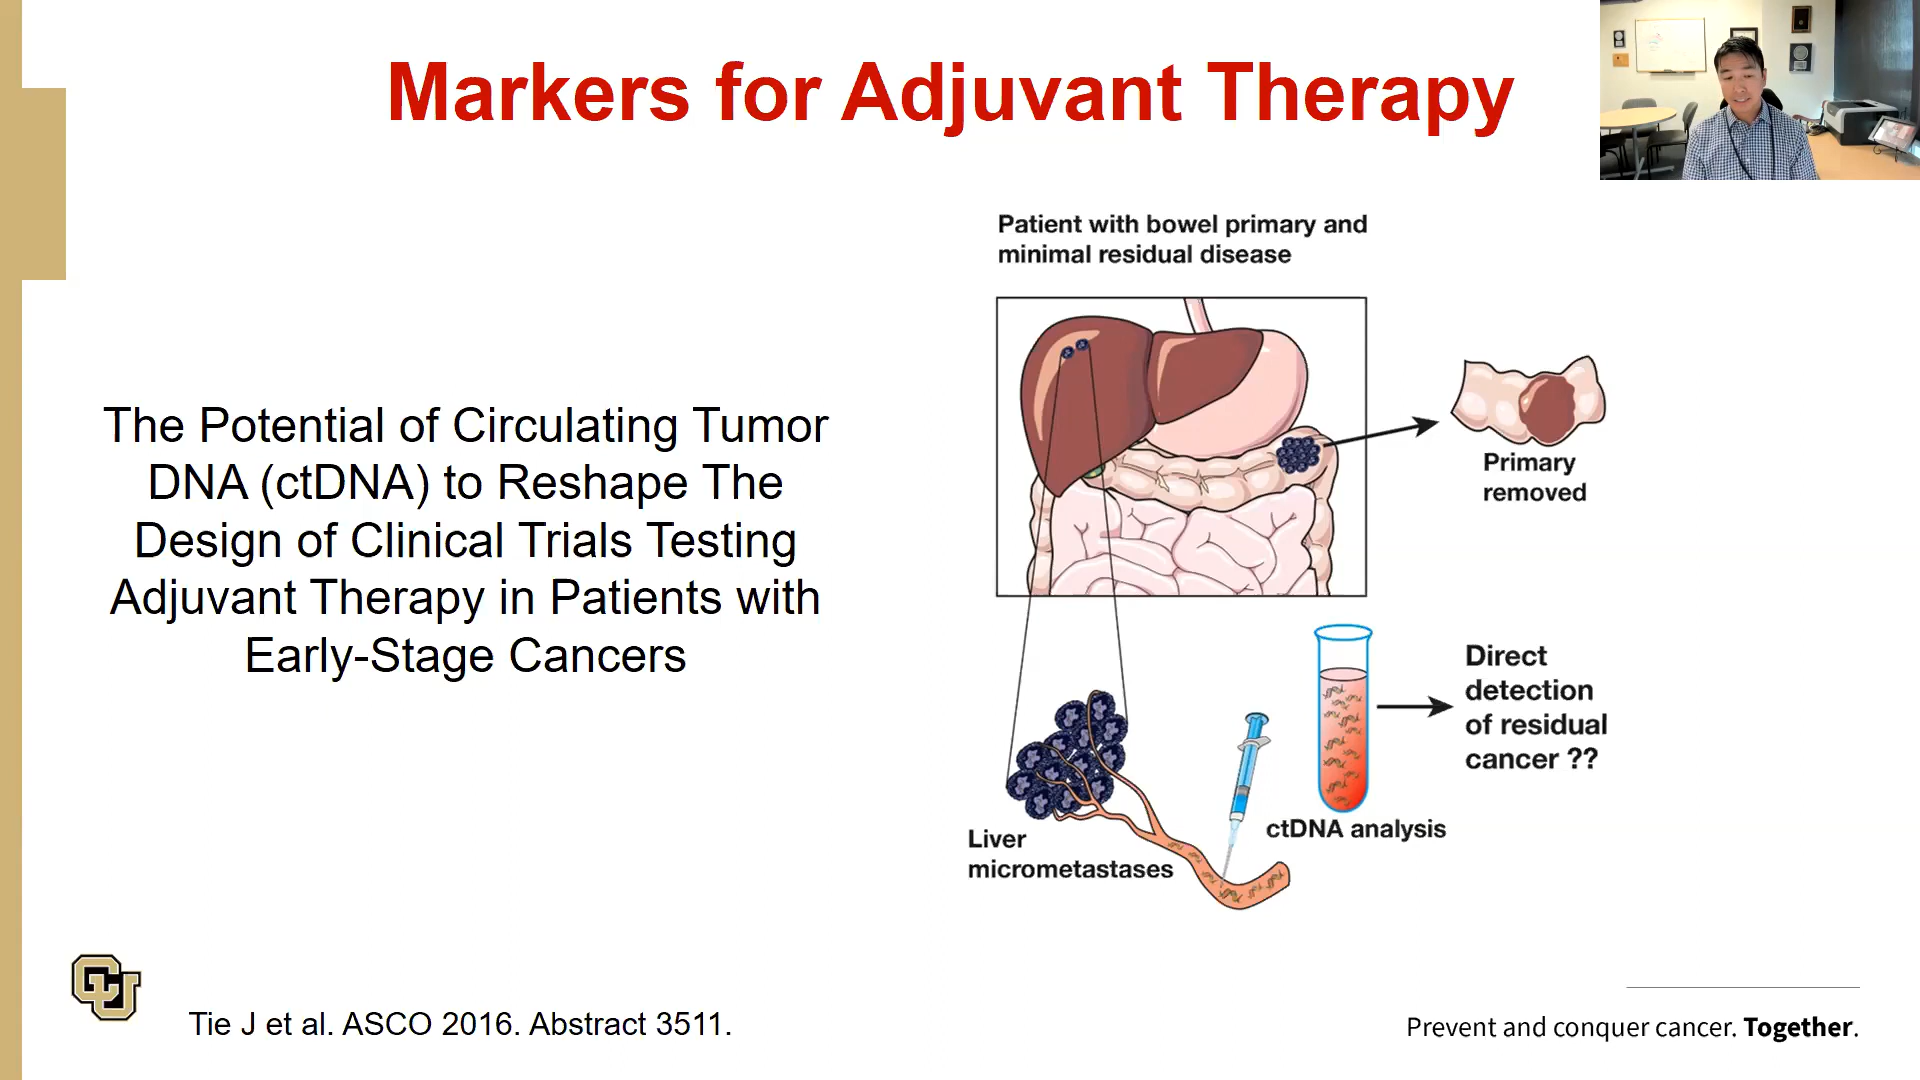 Markers for Adjuvant Therapy
The Potential of Circulating Tumor
DNA (ctDNA) to Reshape The
Design of Clinical Trials Testing
Adjuvant Therapy in Patients with
Early-Stage Cancers
Patient with bowel primary and
minimal residual disease
Primary
removed
Direct
detection
of residual
cancer ??
ctDNA analysis
Liver
micrometastases
CU
Tie J et al. ASCO 2016. Abstract 3511.
Prevent and conquer cancer. Together.